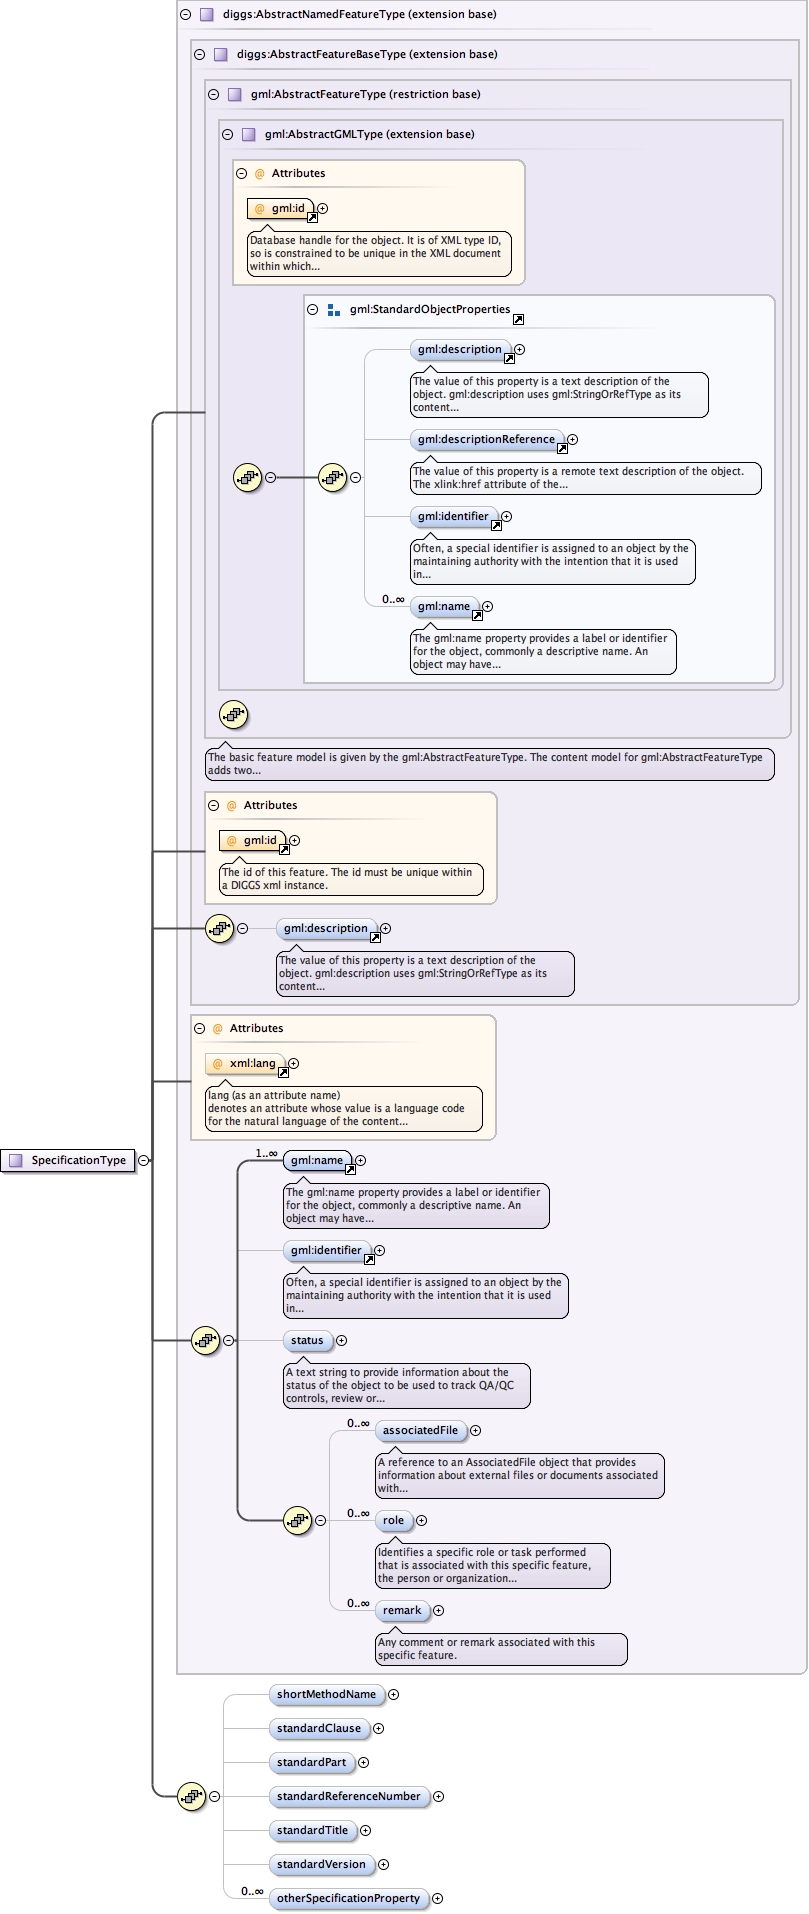 diggs:AbstractNamedFeatureType (extension base)
diggs:AbstractFeatureBaseType (extension base)
gml:AbstractFeatureType (restriction base)
gml:AbstractGMLType (extension base)
@ Attributes
@ gml:id
Database handle for the object. It is of XML type ID,
so is constrained to be unique in the XML document
within which...
gml:StandardObjectProperties
gml:description
The value of this property is a text description of the
object. gml:description uses gml:StringOrRefType as its
content...
gml:descriptionReference
The value of this property is a remote text description of the object.
The xlink:href attribute of the...
gml:identifier
Often, a special identifier is assigned to an object by the
maintaining authority with the intention that it is used
in...
0..∞
gml:name
The gml:name property provides a label or identifier
for the object, commonly a descriptive name. An
object may have...
The basic feature model is given by the gml:AbstractFeatureType. The content model for gml:AbstractFeatureType
adds two...
@ Attributes
@ gml:id
The id of this feature. The id must be unique within
a DIGGS xml instance.
gml:description
The value of this property is a text description of the
object. gml:description uses gml:StringOrRefType as its
content...
@ Attributes
@ xml:lang
lang (as an attribute name)
denotes an attribute whose value is a language code
for the natural language of the content...
SpecificationType
1..∞
gml:name
The gml:name property provides a label or identifier
for the object, commonly a descriptive name. An
object may have...
gml:identifier
Often, a special identifier is assigned to an object by the
maintaining authority with the intention that it is used
in...
status
A text string to provide information about the
status of the object to be used to track QA/QC
controls, review or...
0..∞
associatedFile
A reference to an AssociatedFile object that provides
information about external files or documents associated
with...
0..∞
role
Identifies a specific role or task performed
that is associated with this specific feature,
the person or organization...
0..∞
remark
Any comment or remark associated with this
specific feature.
shortMethodName
standardClause
standardPart
standardReferenceNumber
standardTitle
standardVersion
0..∞
otherSpecificationProperty